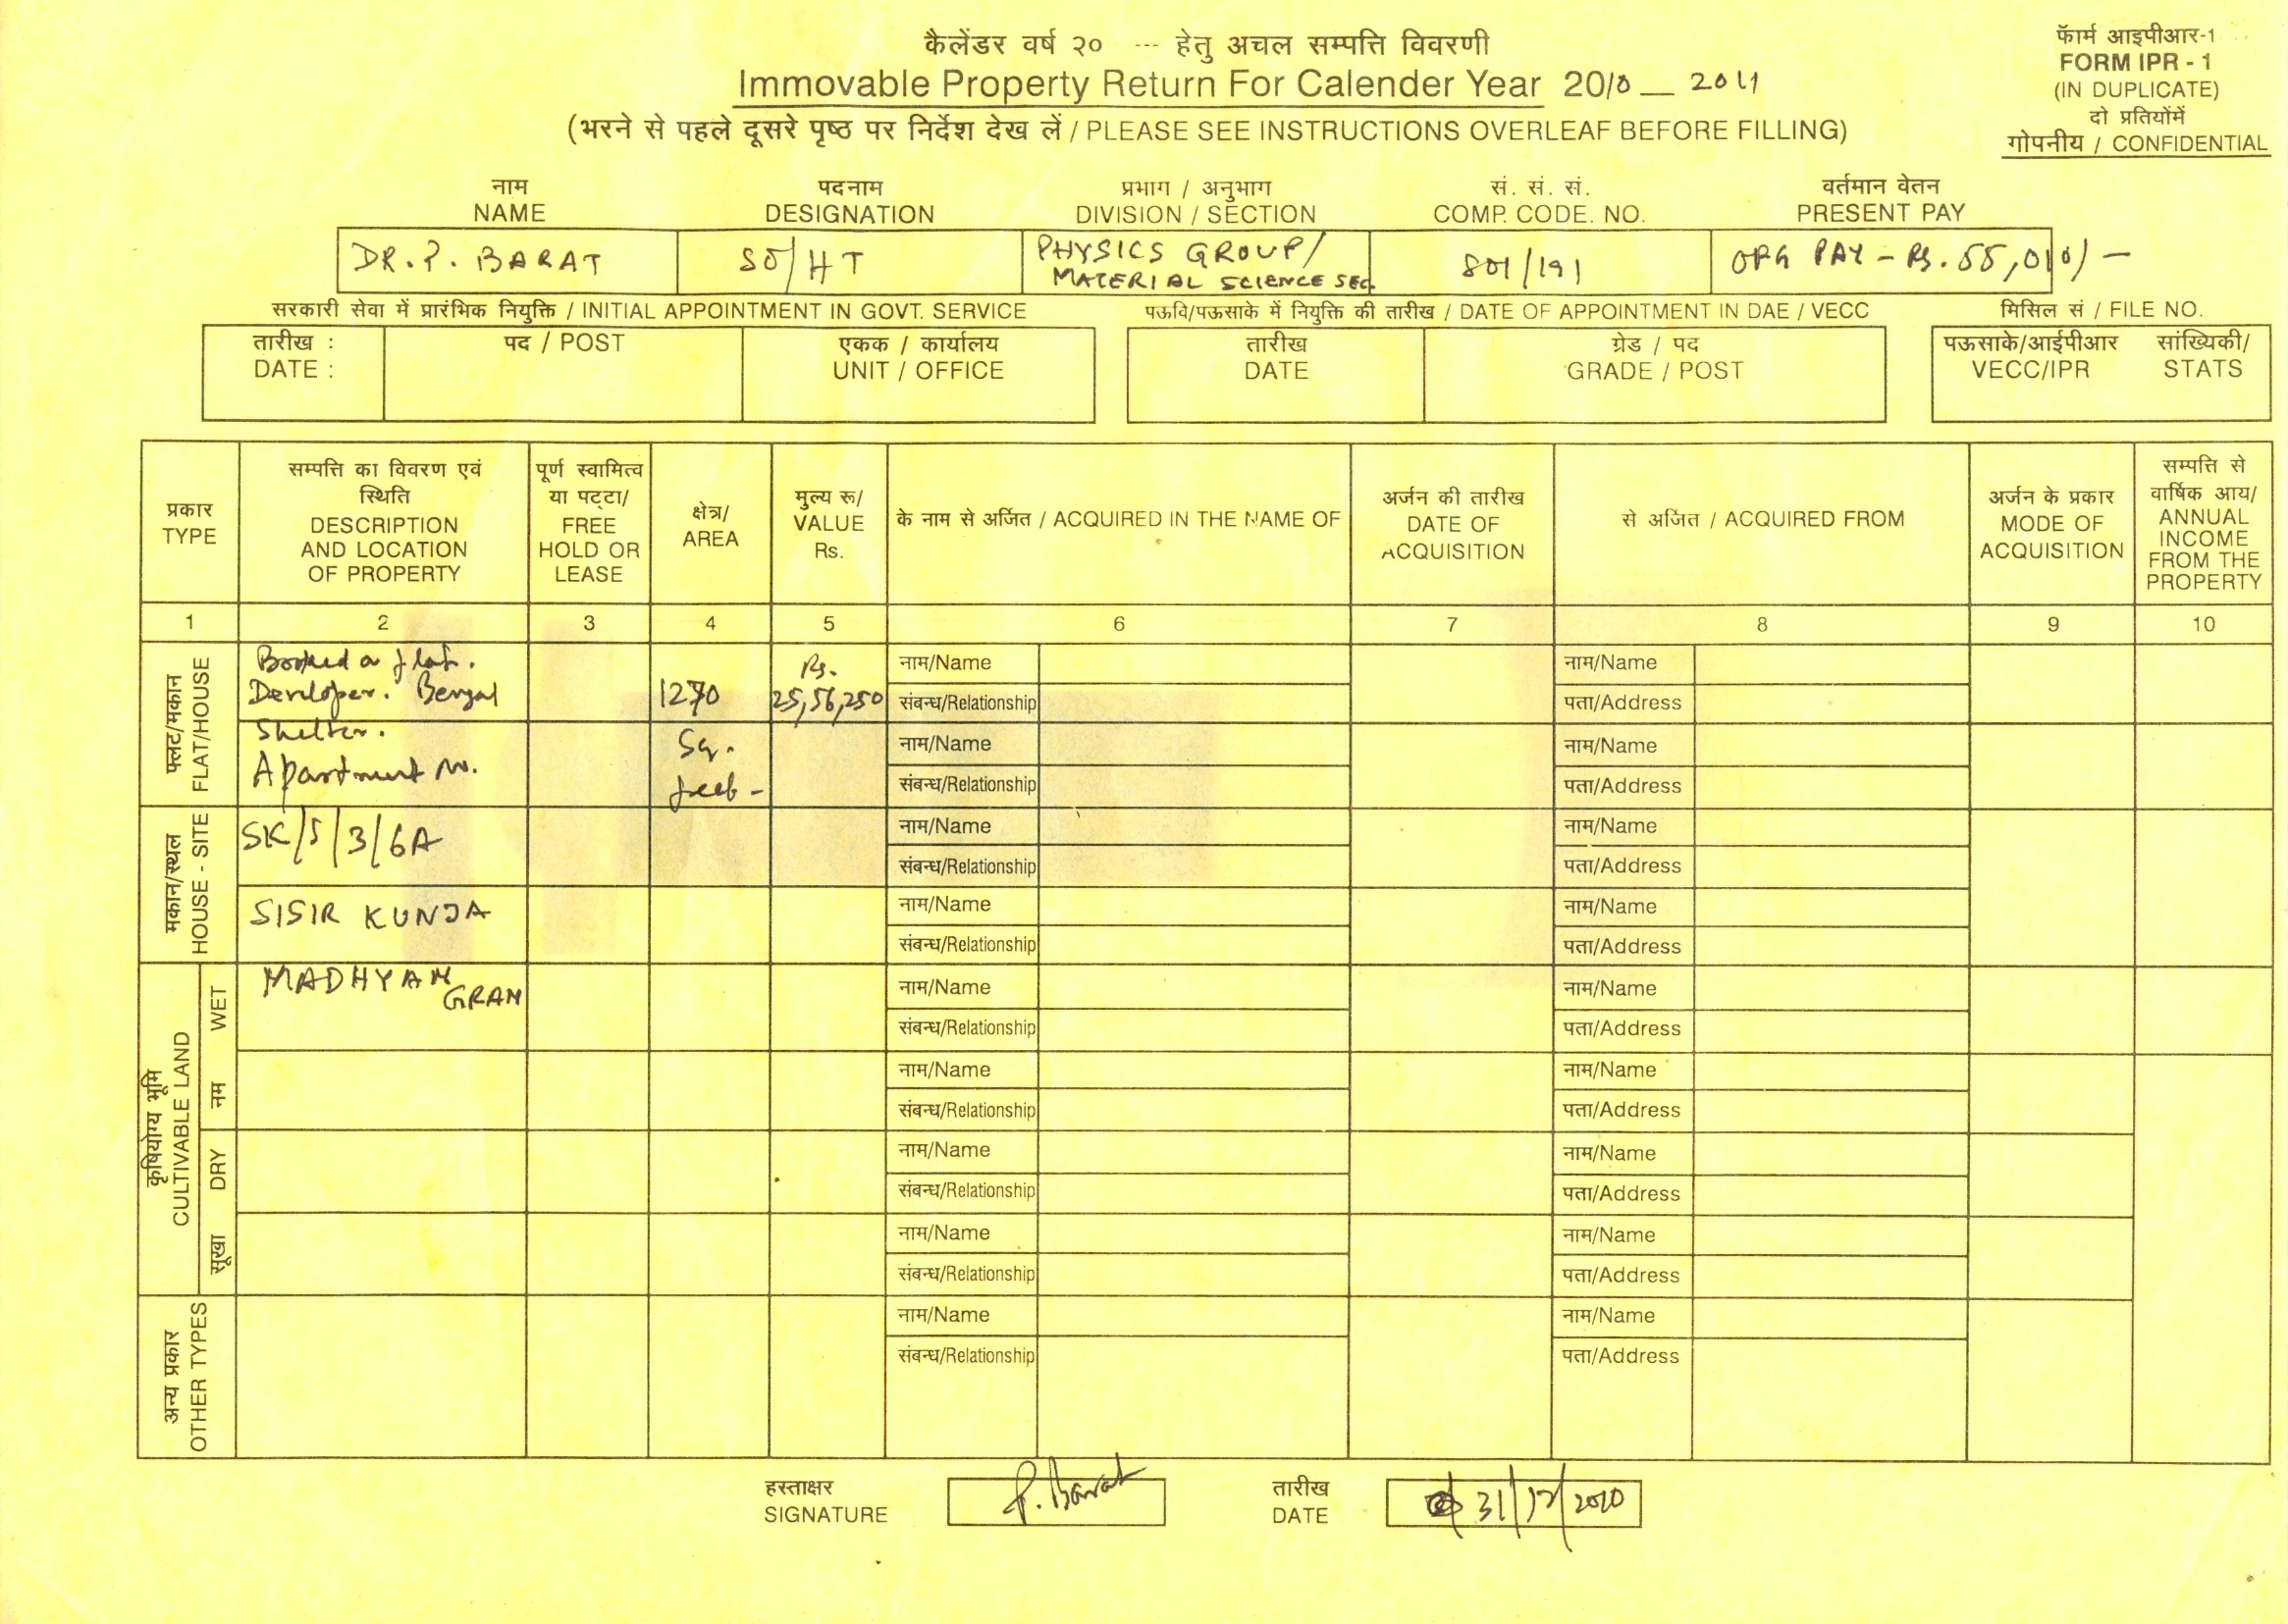 कैलेंडर वर्ष २० --- हेतु अचल सम्पत्ति विवरणी
Immovable Property Return For Calender Year 2010 — 2011
(भरने से पहले दूसरे पृष्ठ पर निर्देश देख लें / PLEASE SEE INSTRUCTIONS OVERLEAF BEFORE FILLING)
फॅार्म आइपीआर-1
FORM IPR - 1
(IN DUPLICATE)
दो प्रतियोंमें
गोपनीय / CONFIDENTIAL
नाम पदनाम प्रभाग / अनुभाग सं. सं. सं. वर्तमान वेतन
NAME DESIGNATION DIVISION / SECTION COMP. CODE. NO. PRESENT PAY
DR. P. BARAT SO/HT PHYSICS GROUP/ 801/191 PAY - Rs. 55,010/-
MATERIAL SCIENCE SEC.
सरकारी सेवा में प्रारंभिक नियुक्ति / INITIAL APPOINTMENT IN GOVT. SERVICE पऊवि/पऊसाके में नियुक्ति की तारीख / DATE OF APPOINTMENT IN DAE / VECC मिसिल सं / FILE NO.
तारीख : पद / POST एकक / कार्यालय तारीख ग्रेड / पद पऊसाके/आईपीआर सांख्यिकी/
DATE : UNIT / OFFICE DATE GRADE / POST VECC/IPR STATS
प्रकार
TYPE
सम्पत्ति का विवरण एवं
स्थिति
DESCRIPTION
AND LOCATION
OF PROPERTY
पूर्ण स्वामित्व
या पट्टा/
FREE
HOLD OR
LEASE
क्षेत्र/
AREA
मुल्य रू/
VALUE
Rs.
के नाम से अर्जित / ACQUIRED IN THE NAME OF
अर्जन की तारीख
DATE OF
ACQUISITION
से अर्जित / ACQUIRED FROM
अर्जन के प्रकार
MODE OF
ACQUISITION
सम्पत्ति से
वार्षिक आय/
ANNUAL
INCOME
FROM THE
PROPERTY
1 2 3 4 5 6 7 8 9 10
फ्लट/मकान
FLAT/HOUSE
Booked a flat. Rs. नाम/Name नाम/Name
Developer. Bengal 1270 25,56,250 संबन्ध/Relationship पता/Address
Shelter. Sq. नाम/Name नाम/Name
Apartment No. feet- संबन्ध/Relationship पता/Address
मकान/स्थल
HOUSE - SITE
SK/5/3/6A नाम/Name नाम/Name
संबन्ध/Relationship पता/Address
SISIR KUNJA नाम/Name नाम/Name
संबन्ध/Relationship पता/Address
कृषियोग्य भूमि
CULTIVABLE LAND
WET
MADHYAM नाम/Name नाम/Name
GRAM संबन्ध/Relationship पता/Address
नम
नाम/Name नाम/Name
संबन्ध/Relationship पता/Address
DRY
नाम/Name नाम/Name
संबन्ध/Relationship पता/Address
सूखा
नाम/Name नाम/Name
संबन्ध/Relationship पता/Address
अन्य प्रकार
OTHER TYPES
नाम/Name नाम/Name
संबन्ध/Relationship पता/Address
हस्ताक्षर P. Barat तारीख 31/12/2010
SIGNATURE DATE